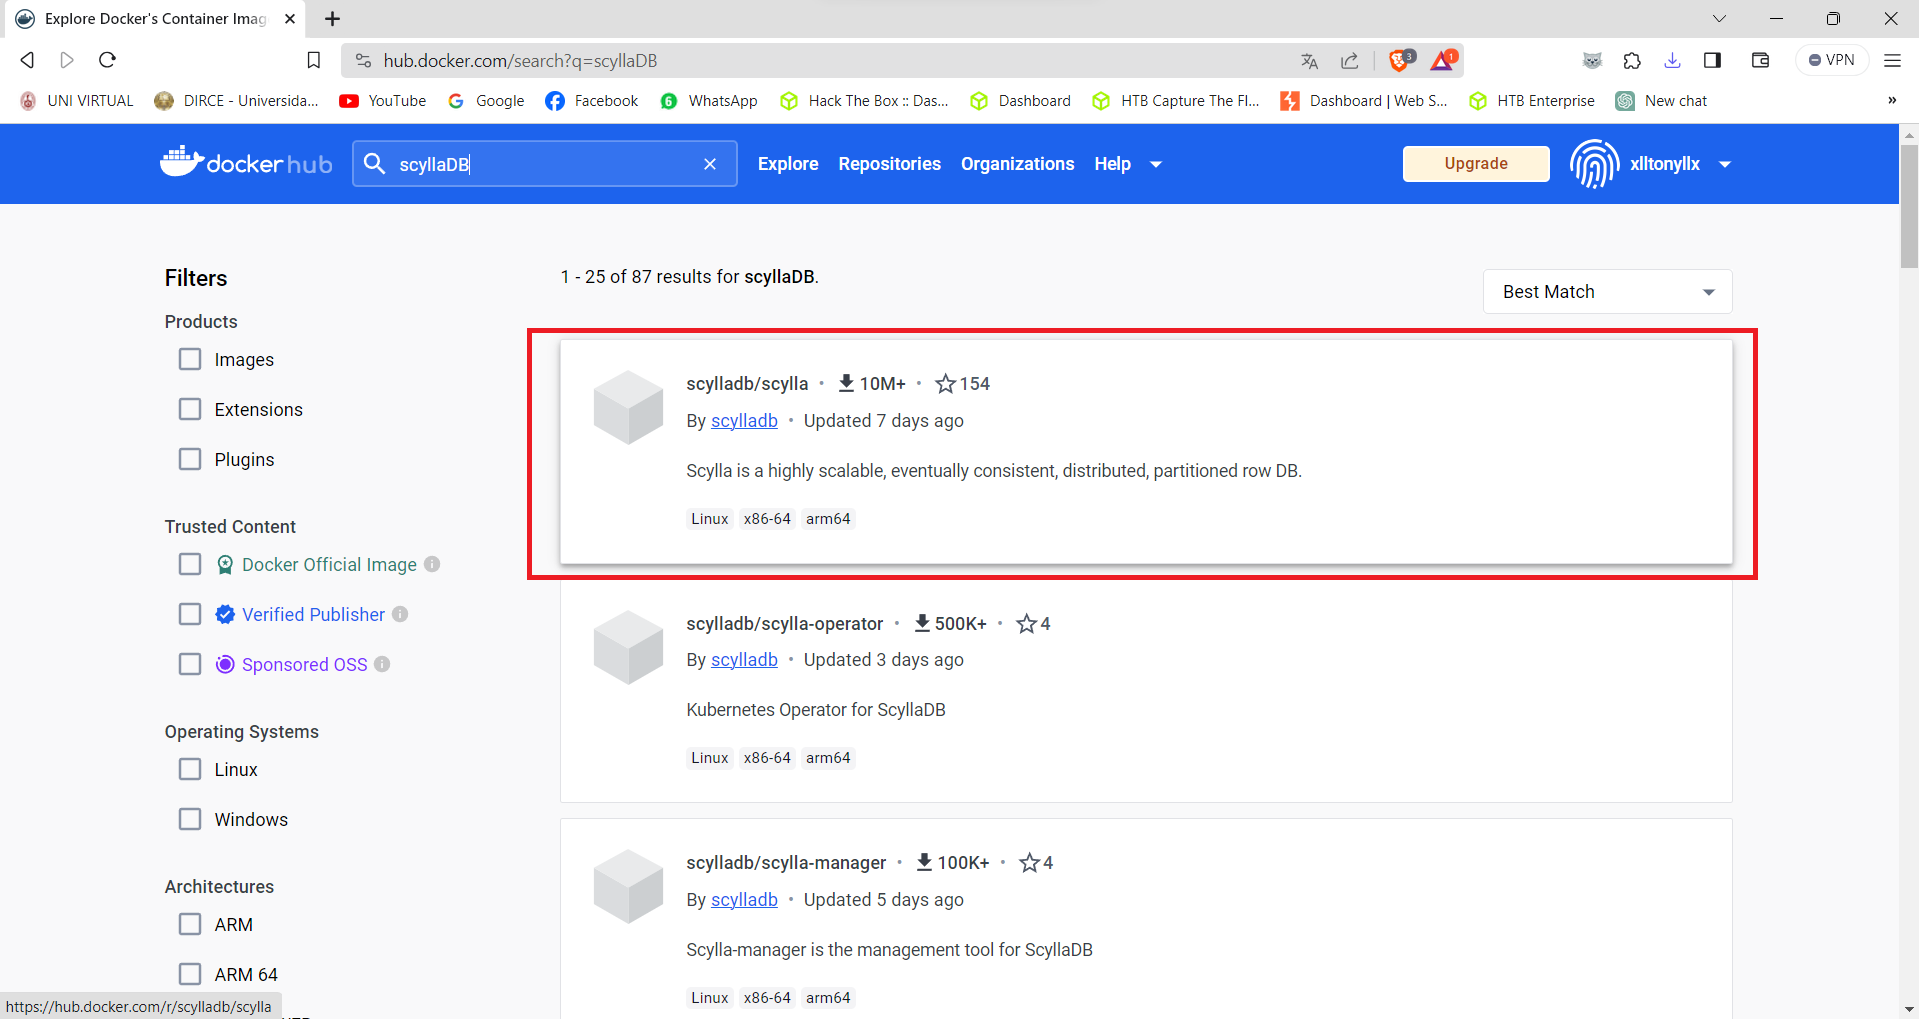 Explore Docker's Container Imag
hub.docker.com/search?q=scyllaDB
3
1
VPN
UNI VIRTUAL
DIRCE - Universida...
YouTube
Google
Facebook
6
WhatsApp
Hack The Box :: Das...
Dashboard
HTB Capture The Fl...
Dashboard | Web S...
HTB Enterprise
New chat
»
dockerhub
scyllaDB
Explore
Repositories
Organizations
Help
Upgrade
xlltonyllx
Filters
Products
Images
Extensions
Plugins
Trusted Content
Docker Official Image
Verified Publisher
Sponsored OSS
Operating Systems
Linux
Windows
Architectures
ARM
ARM 64
1 - 25 of 87 results for scyllaDB.
Best Match
scylladb/scylla • 10M+ • 154
By scylladb • Updated 7 days ago
Scylla is a highly scalable, eventually consistent, distributed, partitioned row DB.
Linux x86-64 arm64
scylladb/scylla-operator • 500K+ • 4
By scylladb • Updated 3 days ago
Kubernetes Operator for ScyllaDB
Linux x86-64 arm64
scylladb/scylla-manager • 100K+ • 4
By scylladb • Updated 5 days ago
Scylla-manager is the management tool for ScyllaDB
Linux x86-64 arm64
https://hub.docker.com/r/scylladb/scylla